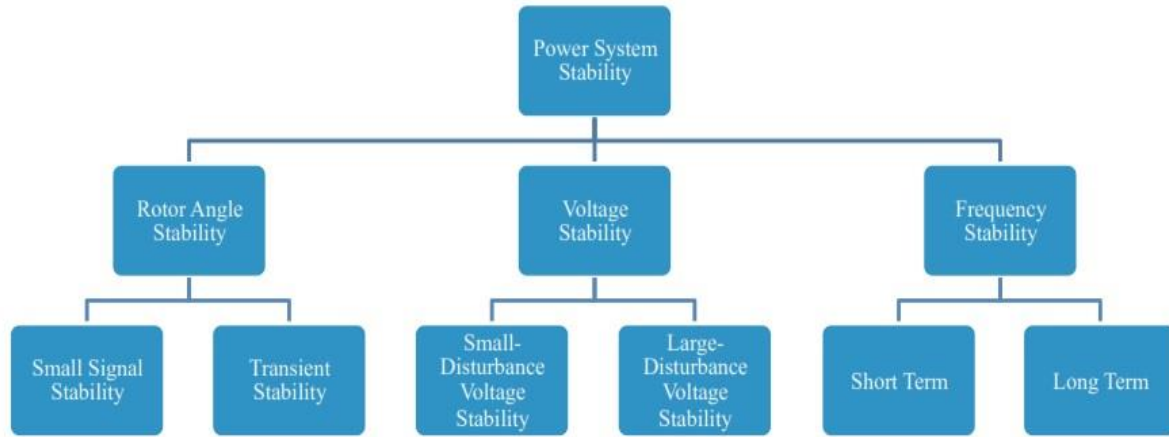 Power System
Stability
Rotor Angle
Stability
Voltage
Stability
Frequency
Stability
Small Signal
Stability
Transient
Stability
Small-
Disturbance
Voltage
Stability
Large-
Disturbance
Voltage
Stability
Short Term
Long Term